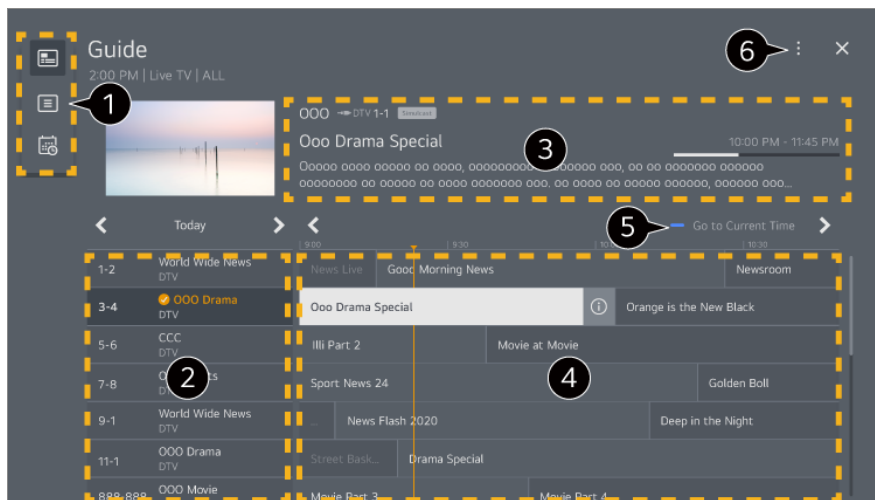 Guide
6
2:00 PM | Live TV | ALL
1
OOO DTV 1-1 Simulcast
Ooo Drama Special
3
10:00 PM - 11:45 PM
Today
5
Go to Current Time
9:00
9:30
10:30
1-2
World Wide News
DTV
News Live
Good Morning News
Newsroom
3-4
OOO Drama
DTV
Ooo Drama Special
Orange is the New Black
5-6
CCC
DTV
Illi Part 2
Movie at Movie
7-8
2
Sport News 24
4
Golden Boll
9-1
World Wide News
DTV
...
News Flash 2020
Deep in the Night
11-1
OOO Drama
DTV
Street Bask...
Drama Special
888-888
OOO Movie
Movie Part 3
Movie Part 4